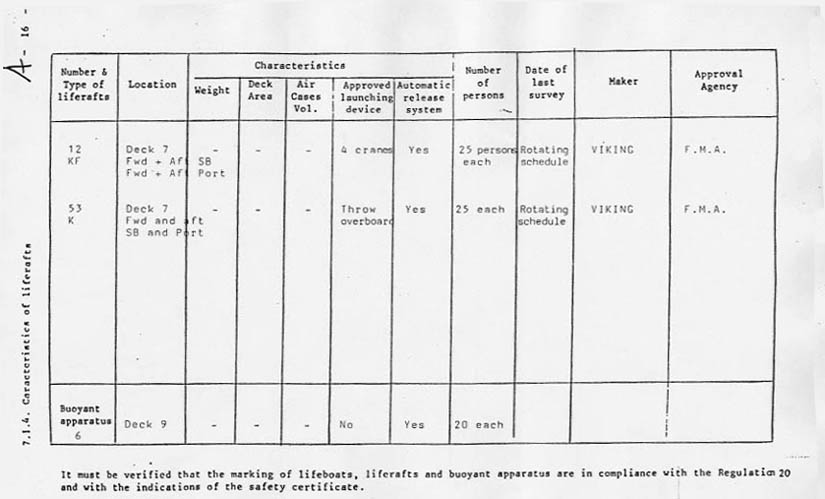 A - 16 -
7.1.4. Caracteristics of liferafts
Number & Type of liferafts | Location | Characteristics | Number of persons | Date of last survey | Maker | Approval Agency
Weight | Deck Area | Air Cases Vol. | Approved launching device | Automatic release system
12 KF | Deck 7 Fwd + Aft SB Fwd + Aft Port | - | - | - | 4 cranes | Yes | 25 persons each | Rotating schedule | VIKING | F.M.A.
53 K | Deck 7 Fwd and aft SB and Port | - | - | - | Throw overboard | Yes | 25 each | Rotating schedule | VIKING | F.M.A.
Buoyant apparatus 6 | Deck 9 | - | - | - | No | Yes | 20 each
It must be verified that the marking of lifeboats, liferafts and buoyant apparatus are in compliance with the Regulation 20
and with the indications of the safety certificate.